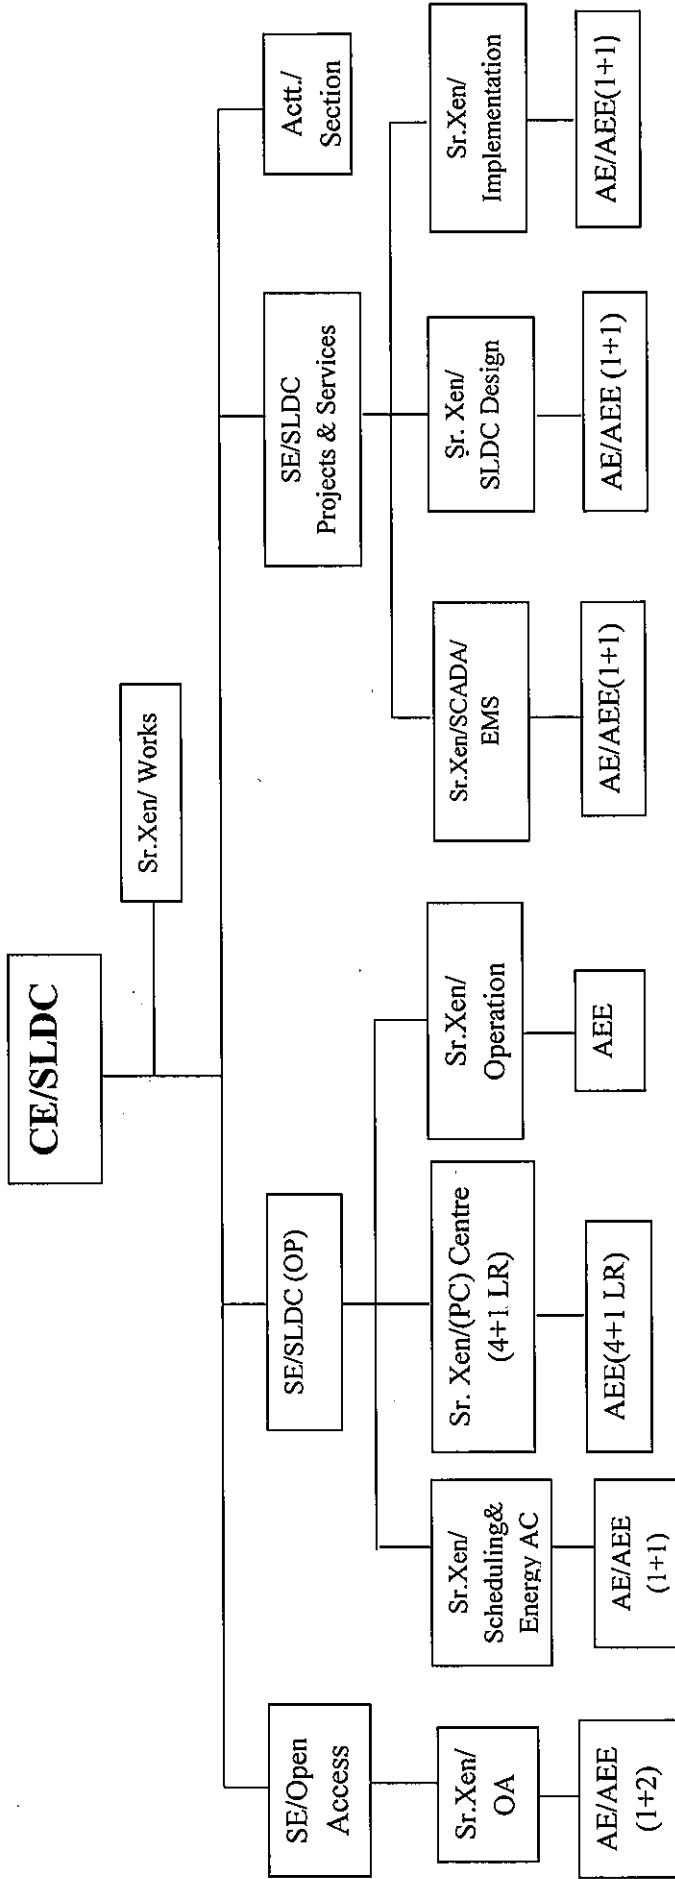 CE/SLDC
Sr.Xen/ Works
SE/Open
Access
SE/SLDC (OP)
SE/SLDC
Projects & Services
Actt./
Section
Sr.Xen/
OA
Sr.Xen/
Scheduling&
Energy AC
Sr. Xen/(PC) Centre
(4+1 LR)
Sr.Xen/
Operation
Sr.Xen/SCADA/
EMS
Sr. Xen/
SLDC Design
Sr.Xen/
Implementation
AE/AEE
(1+2)
AE/AEE
(1+1)
AEE(4+1 LR)
AEE
AE/AEE(1+1)
AE/AEE (1+1)
AE/AEE(1+1)